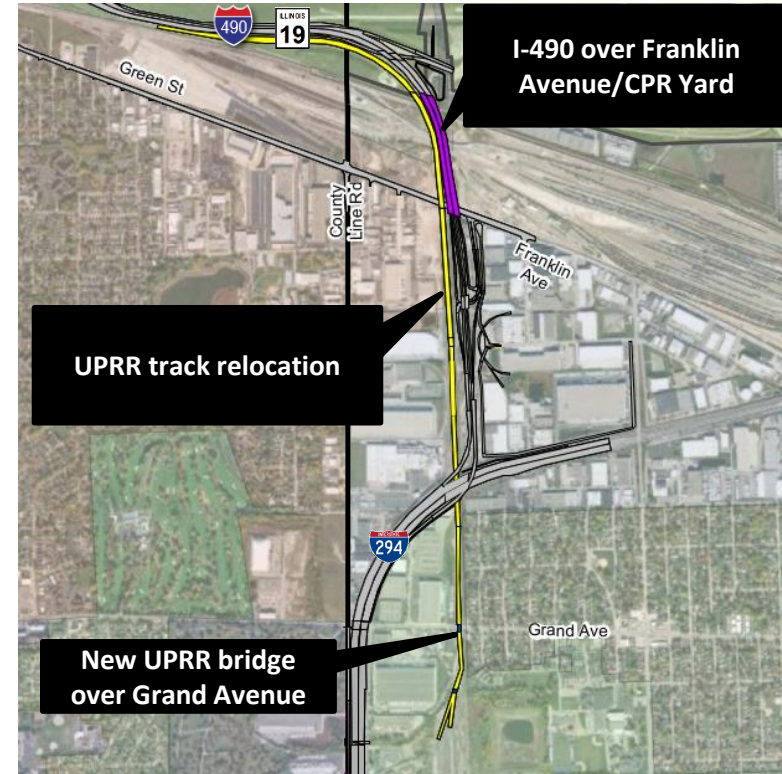 490
ILLINOIS
19
I-490 over Franklin
Avenue/CPR Yard
Green St
County
Line Rd
Franklin
Ave
UPRR track relocation
294
Grand Ave
New UPRR bridge
over Grand Avenue